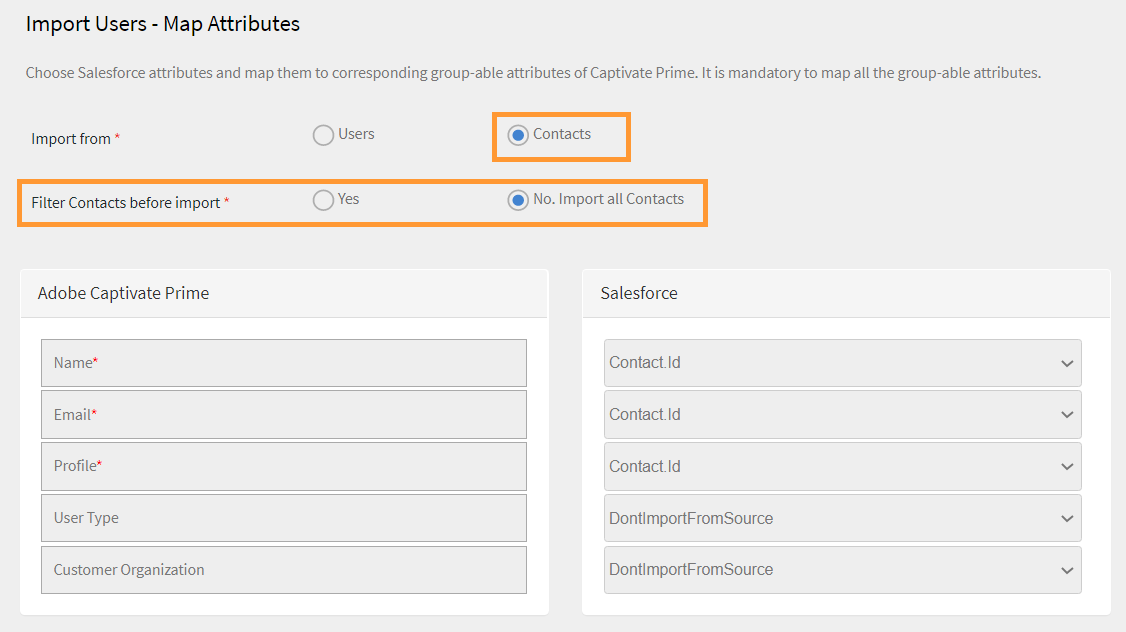 Import Users - Map Attributes
Choose Salesforce attributes and map them to corresponding group-able attributes of Captivate Prime. It is mandatory to map all the group-able attributes.
Import from * Users Contacts
Filter Contacts before import * Yes No. Import all Contacts
Adobe Captivate Prime Salesforce
Name* Contact.Id
Email* Contact.Id
Profile* Contact.Id
User Type DontImportFromSource
Customer Organization DontImportFromSource